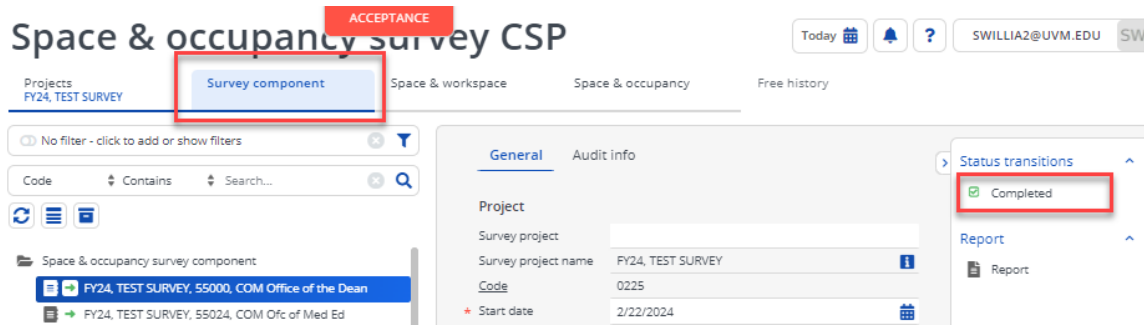 ACCEPTANCE
Space & occupancy survey CSP
Today
?
SWILLIA2@UVM.EDU
SW
Projects
FY24, TEST SURVEY
Survey component
Space & workspace
Space & occupancy
Free history
No filter - click to add or show filters
Code
Contains
Search...
Space & occupancy survey component
FY24, TEST SURVEY, 55000, COM Office of the Dean
FY24, TEST SURVEY, 55024, COM Ofc of Med Ed
General
Audit info
Project
Survey project
Survey project name
FY24, TEST SURVEY
Code
0225
* Start date
2/22/2024
Status transitions
Completed
Report
Report